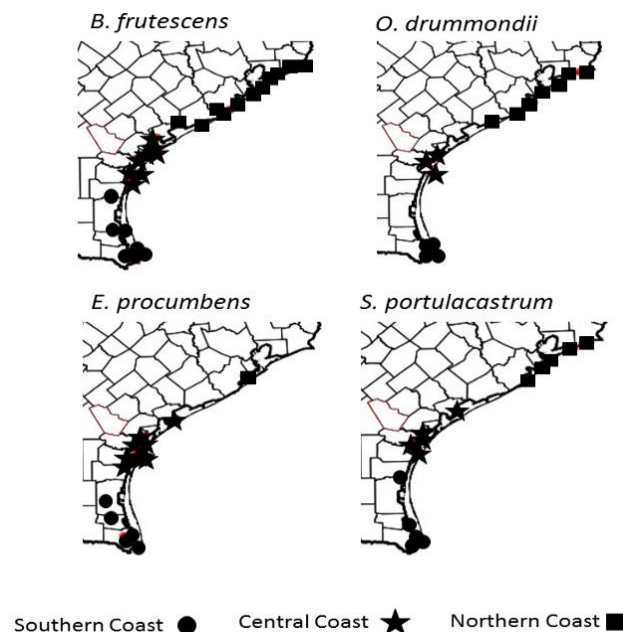 B. frutescens
O. drummondii
E. procumbens
S. portulacastrum
Southern Coast
Central Coast
Northern Coast